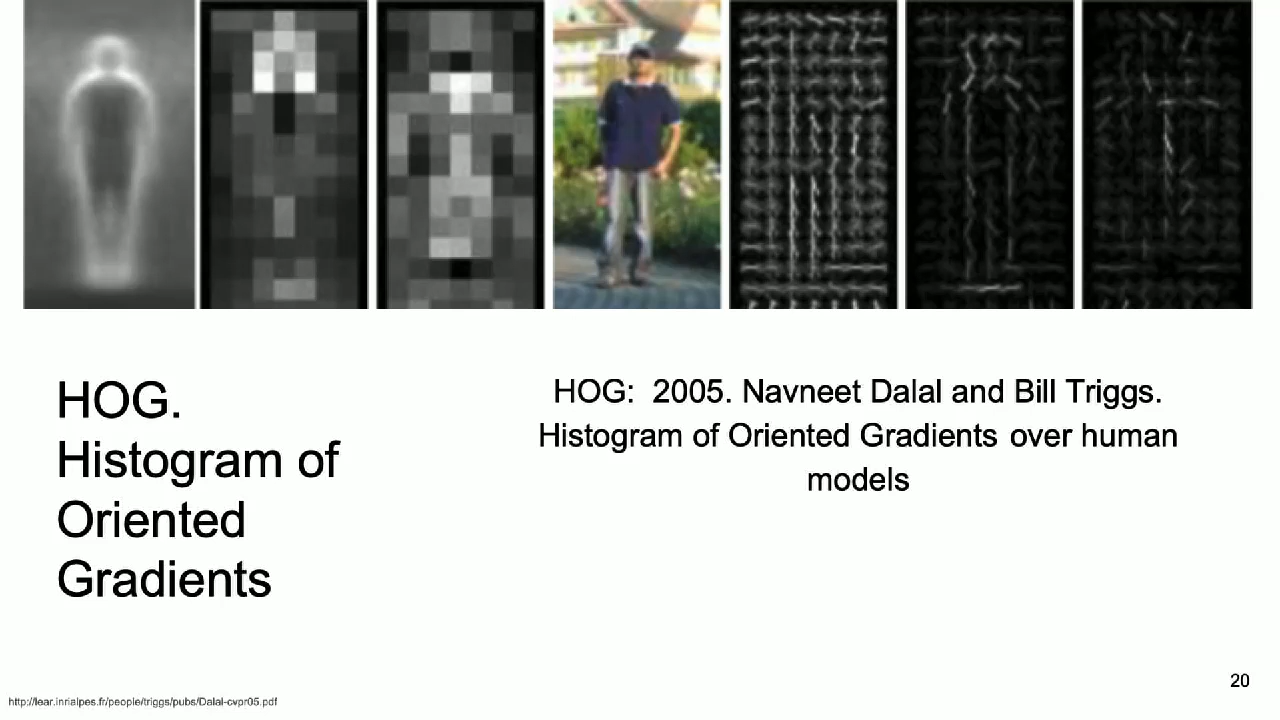 HOG.
Histogram of
Oriented
Gradients
HOG:  2005. Navneet Dalal and Bill Triggs.
Histogram of Oriented Gradients over human
models
20
http://lear.inrialpes.fr/people/triggs/pubs/Dalal-cvpr05.pdf